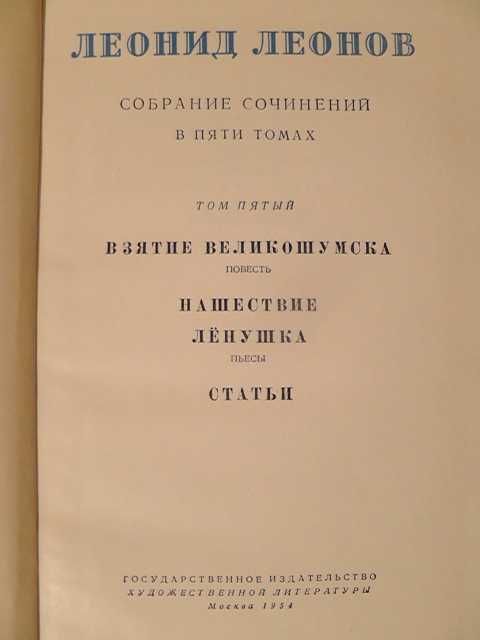 ЛЕОНИД ЛЕОНОВ
СОБРАНИЕ СОЧИНЕНИЙ
В ПЯТИ ТОМАХ
ТОМ ПЯТЫЙ
ВЗЯТИЕ ВЕЛИКОШУМСКА
ПОВЕСТЬ
НАШЕСТВИЕ
ЛЁНУШКА
ПЬЕСЫ
СТАТЬИ
ГОСУДАРСТВЕННОЕ ИЗДАТЕЛЬСТВО
ХУДОЖЕСТВЕННОЙ ЛИТЕРАТУРЫ
Москва 1954